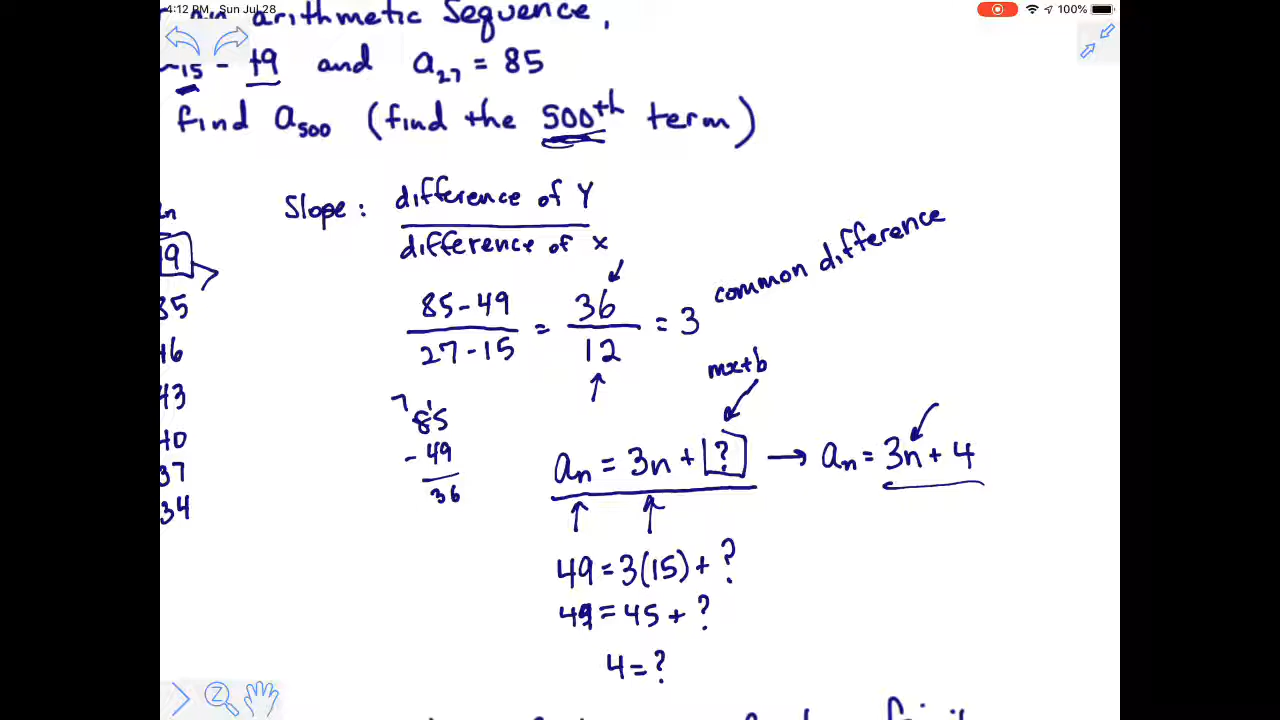 4:12 PM Sun Jul 28 100%
arithmetic Sequence,
15 - 49 and a₂₇ = 85
find a₅₀₀ (find the 500th term)
Slope: difference of Y
difference of x
85-49 = 36 = 3 common difference
27-15 12
9
85
46
43
40
37
34
mx+b
85
- 49
36
aₙ = 3n + ? → aₙ = 3n + 4
49 = 3(15) + ?
49 = 45 + ?
4 = ?
Z